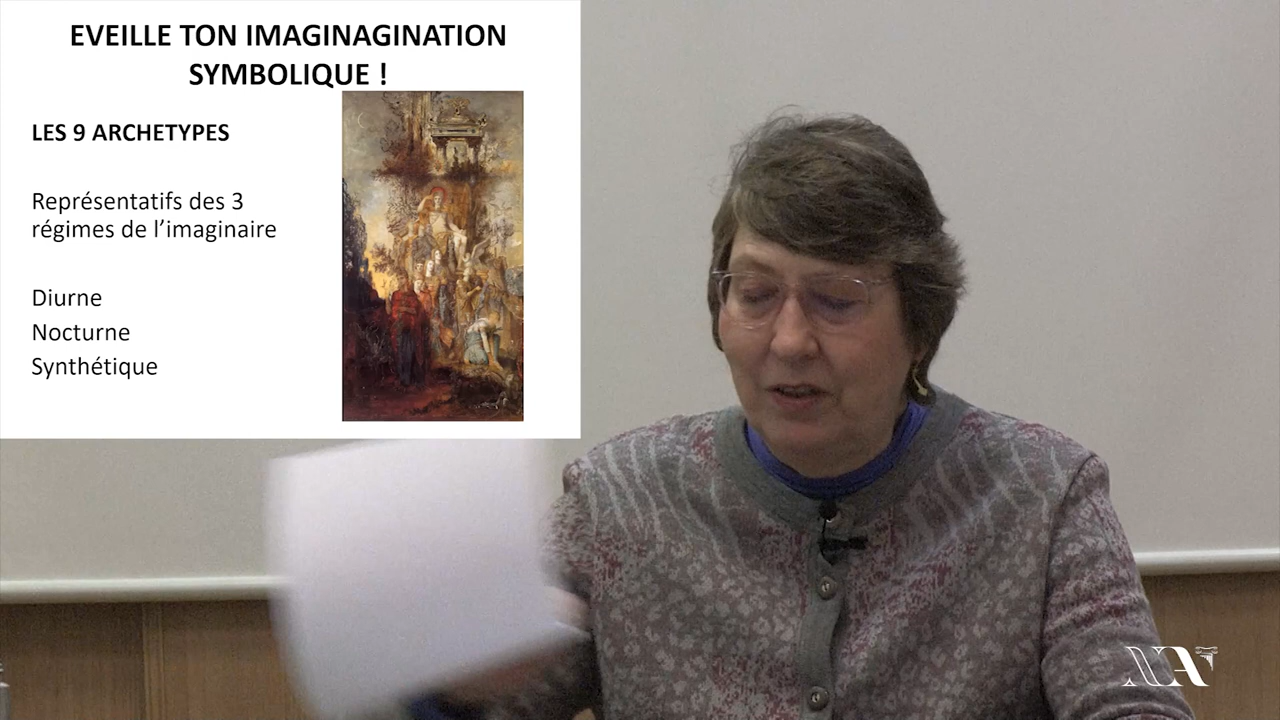 EVEILLE TON IMAGINAGINATION
SYMBOLIQUE !
LES 9 ARCHETYPES
Représentatifs des 3
régimes de l’imaginaire
Diurne
Nocturne
Synthétique